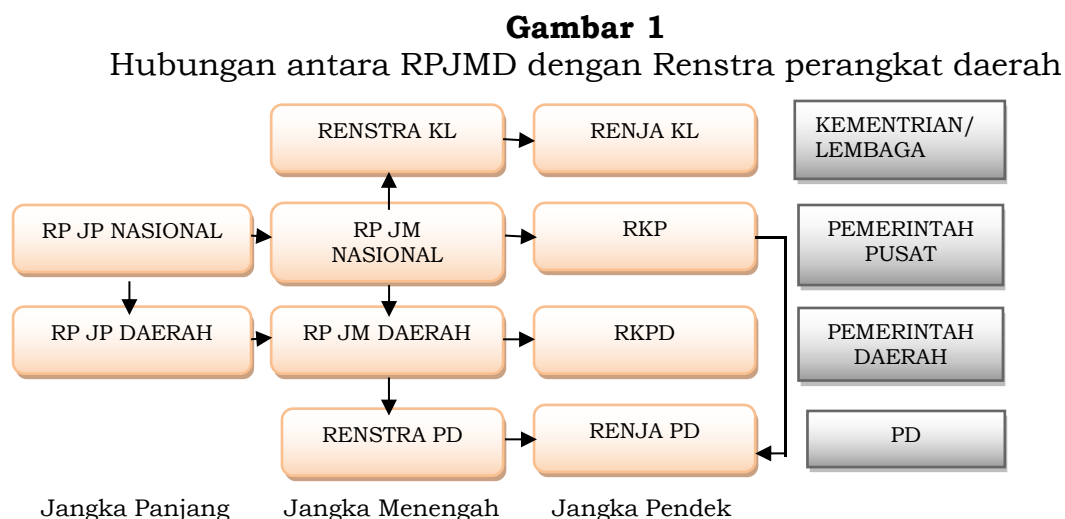 Gambar 1
Hubungan antara RPJMD dengan Renstra perangkat daerah
RENSTRA KL
RENJA KL
KEMENTRIAN/
LEMBAGA
RP JP NASIONAL
RP JM
NASIONAL
RKP
PEMERINTAH
PUSAT
RP JP DAERAH
RP JM DAERAH
RKPD
PEMERINTAH
DAERAH
RENSTRA PD
RENJA PD
PD
Jangka Panjang
Jangka Menengah
Jangka Pendek